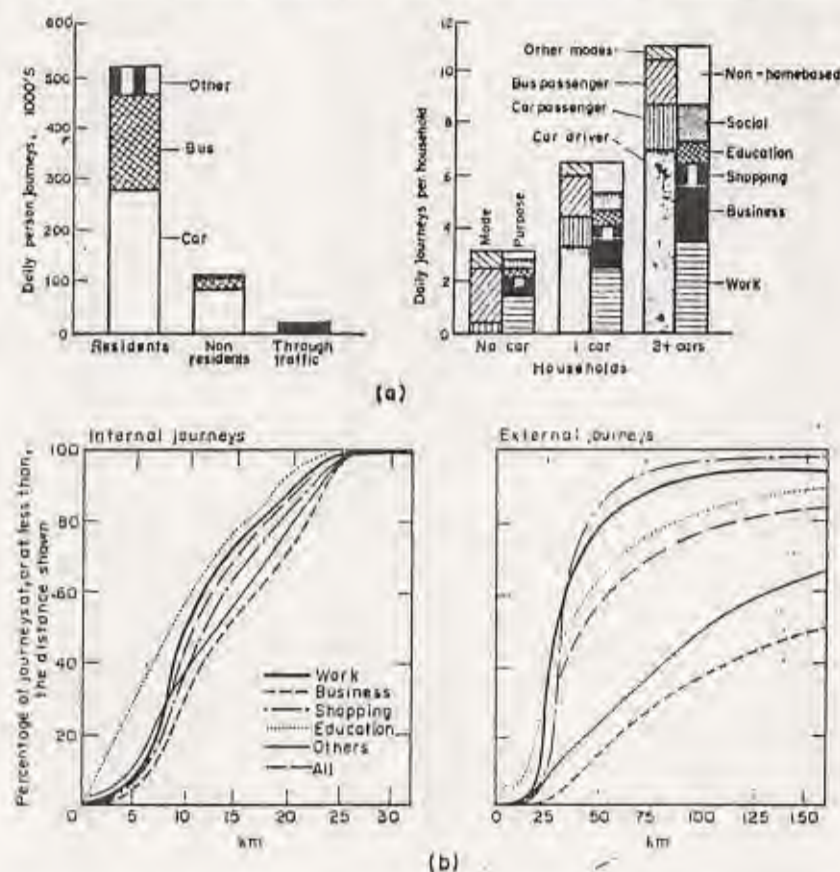 Daily person journeys, 1000'S
600
500
400
300
200
100
0
Other
Bus
Car
Residents
Non residents
Through traffic
Daily journeys per household
10
8
6
4
2
0
Other modes
Bus passenger
Car passenger
Car driver
Mode
Purpose
Non-homebased
Social
Education
Shopping
Business
Work
No car
1 car
2+ cars
Households
(a)
Internal journeys
Percentage of journeys at, or at less than, the distance shown
100
80
60
40
20
0
5
10
15
20
25
30
km
Work
Business
Shopping
Education
Others
All
External journeys
0
25
50
75
100
125
150
km
(b)